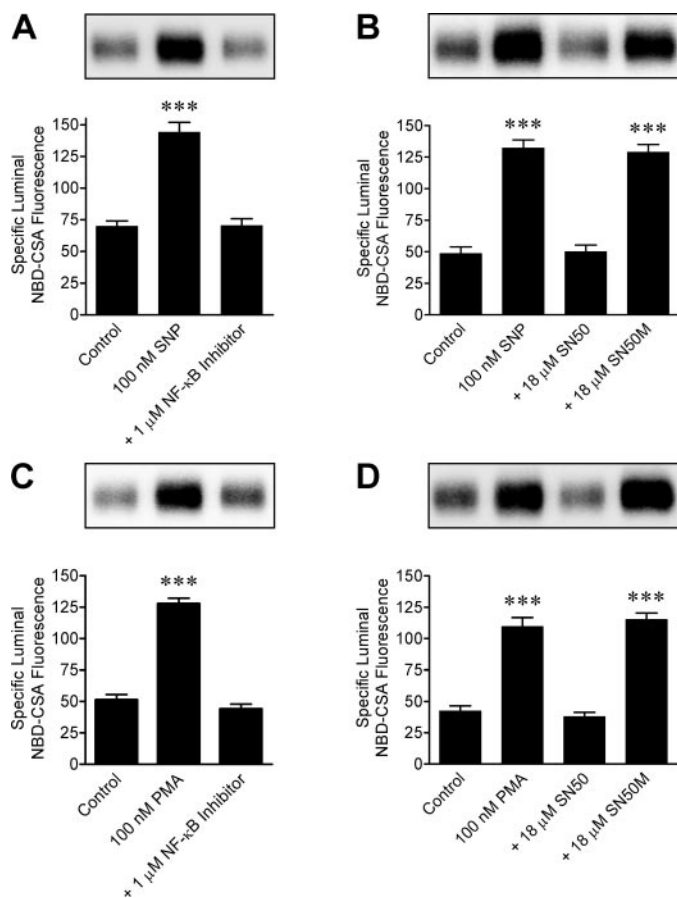 A
***
150
125
100
75
50
25
0
Specific Luminal
NBD-CSA Fluorescence
Control
100 nM SNP
+ 1 μM NF-κB Inhibitor
B
***
***
150
125
100
75
50
25
0
Specific Luminal
NBD-CSA Fluorescence
Control
100 nM SNP
+ 18 μM SN50
+ 18 μM SN50M
C
***
150
125
100
75
50
25
0
Specific Luminal
NBD-CSA Fluorescence
Control
100 nM PMA
+ 1 μM NF-κB Inhibitor
D
***
***
150
125
100
75
50
25
0
Specific Luminal
NBD-CSA Fluorescence
Control
100 nM PMA
+ 18 μM SN50
+ 18 μM SN50M